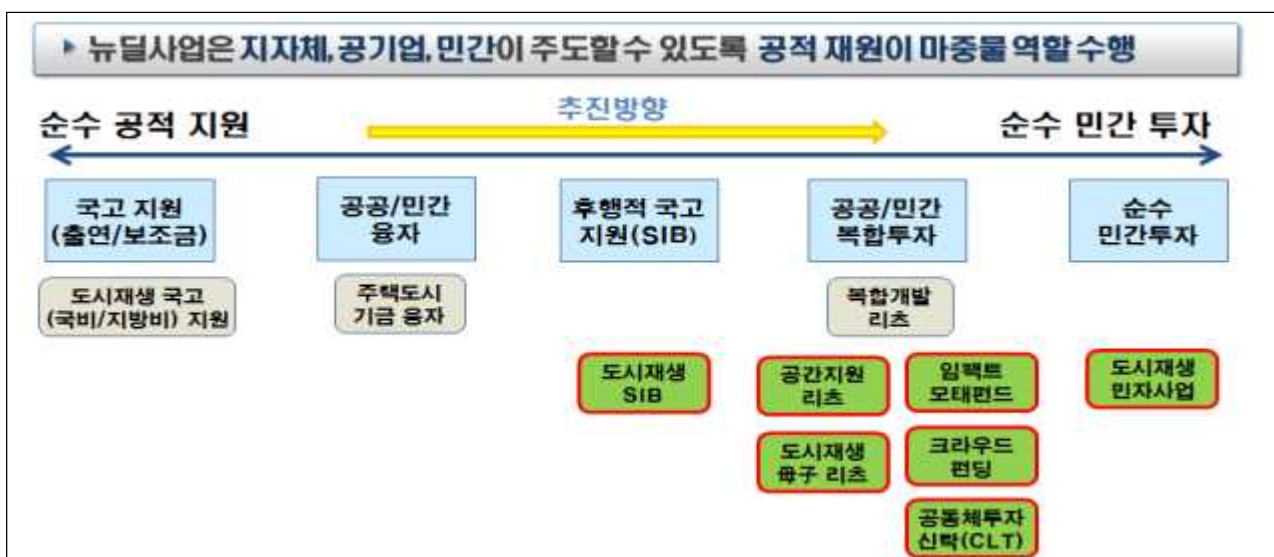 ▶ 뉴딜사업은 지자체, 공기업, 민간이 주도할 수 있도록 공적 재원이 마중물 역할 수행
추진방향
순수 공적 지원
순수 민간 투자
국고 지원
(출연/보조금)
공공/민간
융자
후행적 국고
지원(SIB)
공공/민간
복합투자
순수
민간투자
도시재생 국고
(국비/지방비) 지원
주택도시
기금 융자
복합개발
리츠
도시재생
SIB
공간지원
리츠
임팩트
모태펀드
도시재생
민자사업
도시재생
母子 리츠
크라우드
펀딩
공동체투자
신탁(CLT)